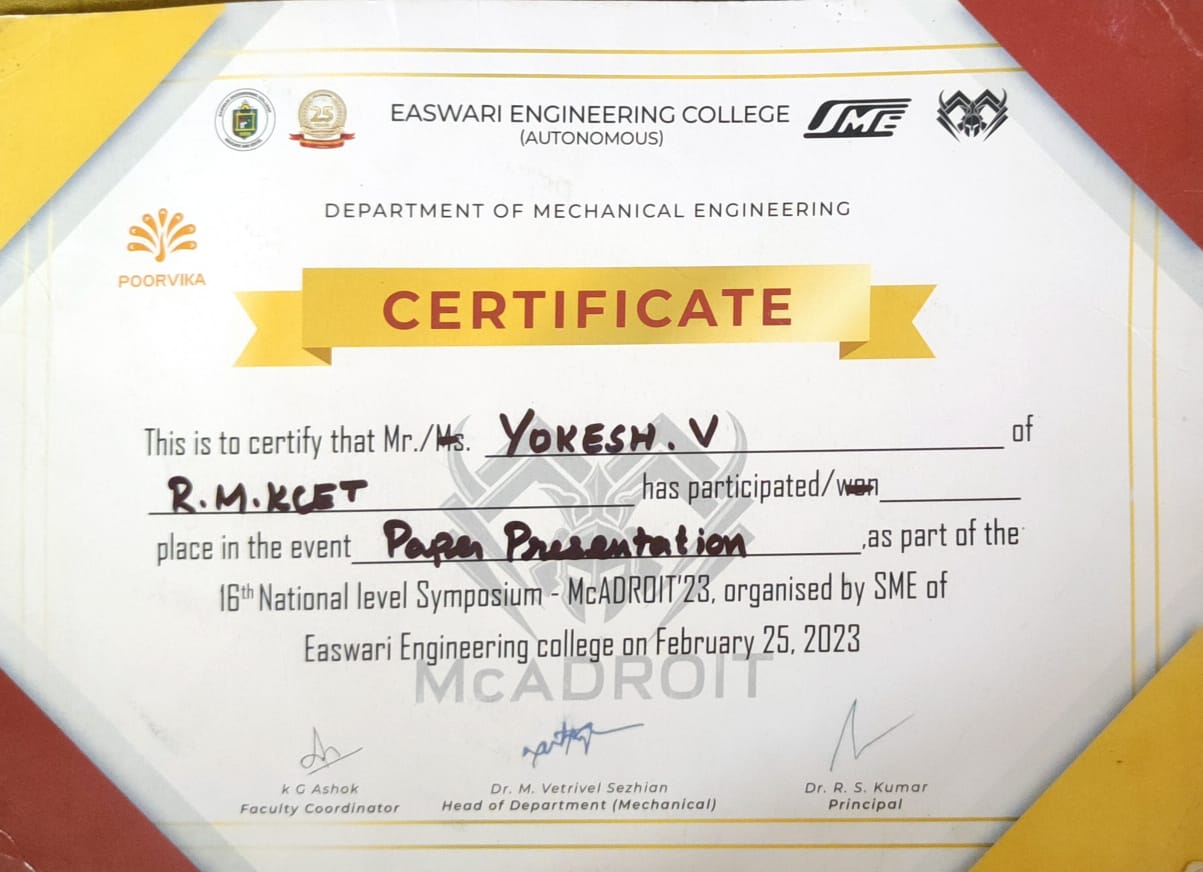 EASWARI ENGINEERING COLLEGE
(AUTONOMOUS)
25
SME
DEPARTMENT OF MECHANICAL ENGINEERING
POORVIKA
CERTIFICATE
This is to certify that Mr./Ms. YOKESH. V of
R.M.KCET has participated/won
place in the event Paper Presentation ,as part of the
16th National level Symposium - McADROIT'23, organised by SME of
Easwari Engineering college on February 25, 2023
McADROIT
k G Ashok
Faculty Coordinator
Dr. M. Vetrivel Sezhian
Head of Department (Mechanical)
Dr. R. S. Kumar
Principal